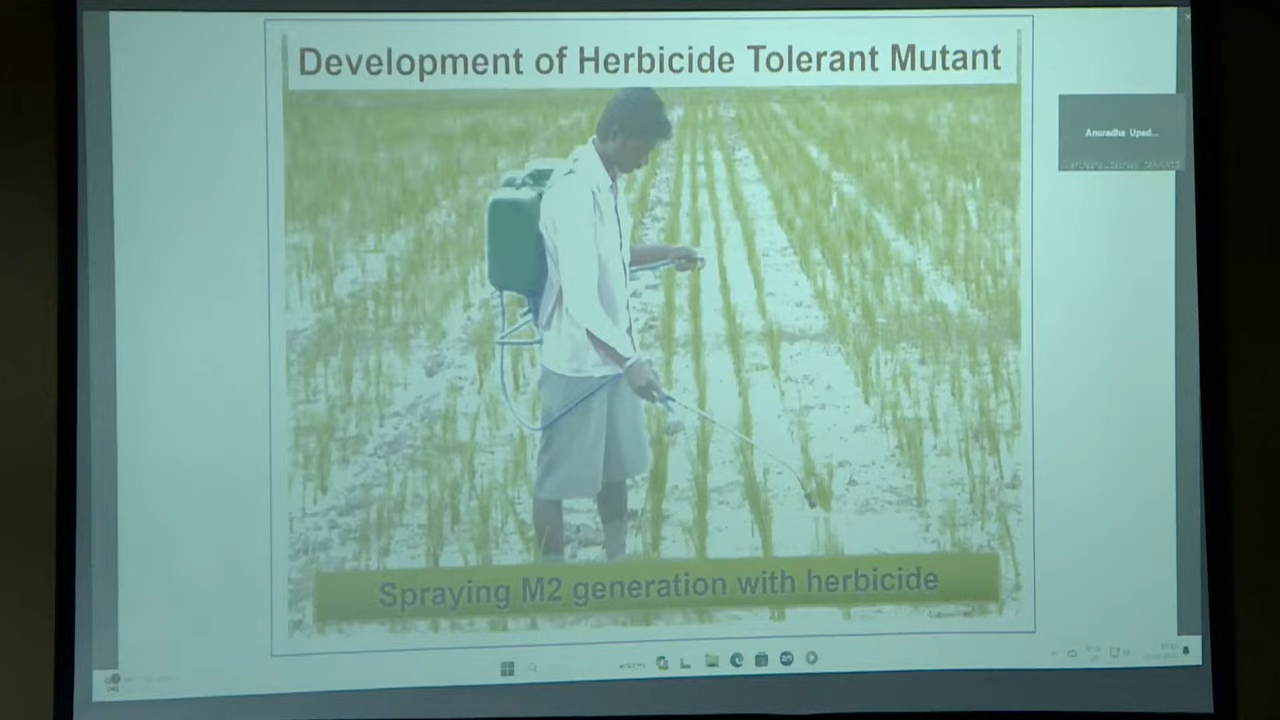 Development of Herbicide Tolerant Mutant
Anuradha Upad...
Spraying M2 generation with herbicide